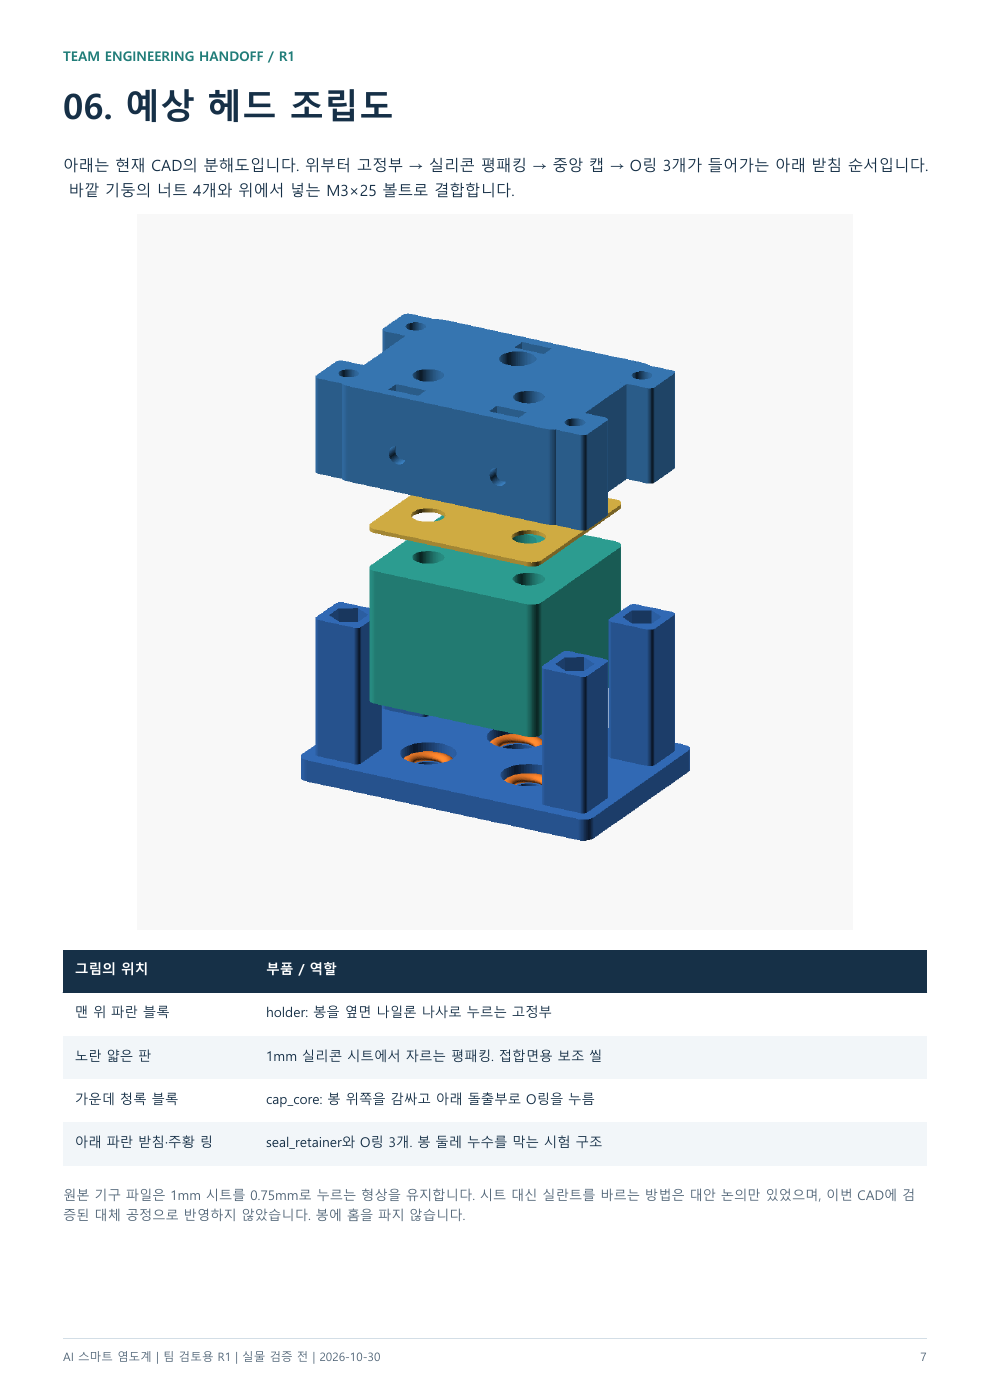 TEAM ENGINEERING HANDOFF / R1
06. 예상 헤드 조립도
아래는 현재 CAD의 분해도입니다. 위부터 고정부 → 실리콘 평패킹 → 중앙 캡 → O링 3개가 들어가는 아래 받침 순서입니다.
바깥 기둥의 너트 4개와 위에서 넣는 M3×25 볼트로 결합합니다.
그림의 위치 부품 / 역할
맨 위 파란 블록 holder: 봉을 옆면 나일론 나사로 누르는 고정부
노란 얇은 판 1mm 실리콘 시트에서 자르는 평패킹. 접합면용 보조 씰
가운데 청록 블록 cap_core: 봉 위쪽을 감싸고 아래 돌출부로 O링을 누름
아래 파란 받침·주황 링 seal_retainer와 O링 3개. 봉 둘레 누수를 막는 시험 구조
원본 기구 파일은 1mm 시트를 0.75mm로 누르는 형상을 유지합니다. 시트 대신 실란트를 바르는 방법은 대안 논의만 있었으며, 이번 CAD에 검
증된 대체 공정으로 반영하지 않았습니다. 봉에 홈을 파지 않습니다.
AI 스마트 염도계 | 팀 검토용 R1 | 실물 검증 전 | 2026-10-30 7